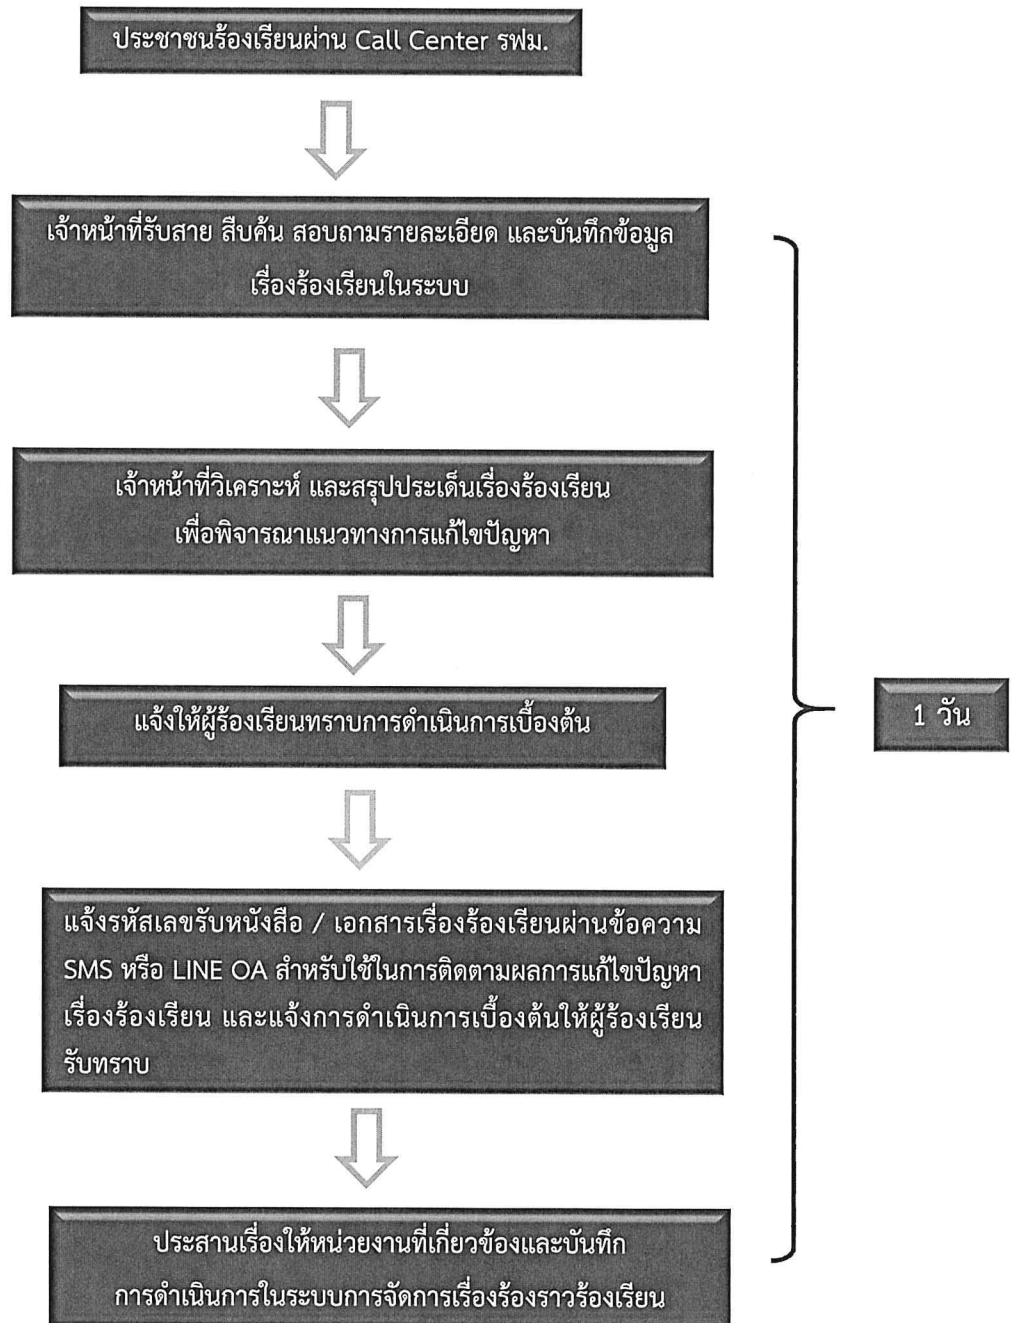 ประชาชนร้องเรียนผ่าน Call Center รฟม.
เจ้าหน้าที่รับสาย สืบค้น สอบถามรายละเอียด และบันทึกข้อมูล
เรื่องร้องเรียนในระบบ
เจ้าหน้าที่วิเคราะห์ และสรุปประเด็นเรื่องร้องเรียน
เพื่อพิจารณาแนวทางการแก้ไขปัญหา
แจ้งให้ผู้ร้องเรียนทราบการดำเนินการเบื้องต้น
1 วัน
แจ้งรหัสเลขรับหนังสือ / เอกสารเรื่องร้องเรียนผ่านข้อความ
SMS หรือ LINE OA สำหรับใช้ในการติดตามผลการแก้ไขปัญหา
เรื่องร้องเรียน และแจ้งการดำเนินการเบื้องต้นให้ผู้ร้องเรียน
รับทราบ
ประสานเรื่องให้หน่วยงานที่เกี่ยวข้องและบันทึก
การดำเนินการในระบบการจัดการเรื่องร้องราวร้องเรียน